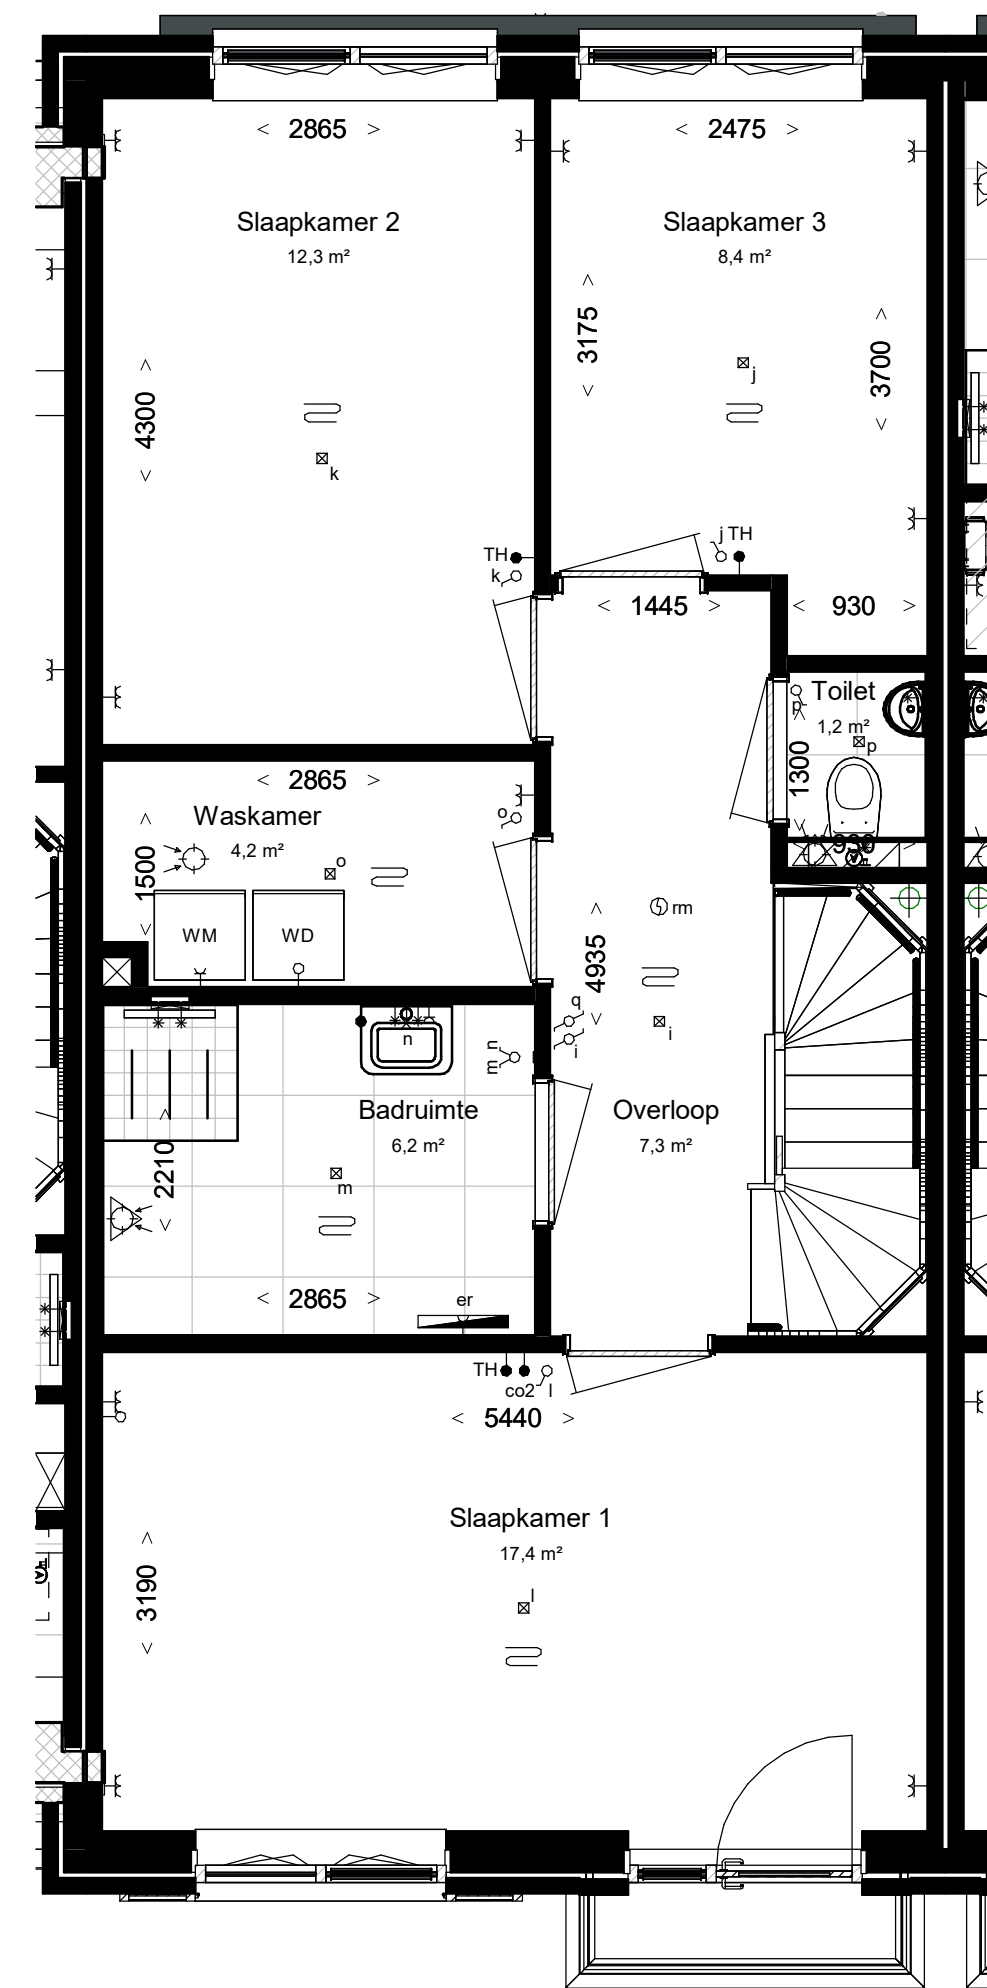 < 2865 >
< 2475 >
Slaapkamer 2
12,3 m²
Slaapkamer 3
8,4 m²
< 3175 >
< 3700 >
j
< 4300 >
k
TH
k
j TH
< 1445 >
< 930 >
Toilet
1,2 m²
p
p
< 1300 >
930
< 2865 >
Waskamer
4,2 m²
o
o
< 1500 >
WM
WD
rm
< 4935 >
q
i
i
n
m n
Badruimte
6,2 m²
Overloop
7,3 m²
< 2210 >
m
< 2865 >
er
TH
co2
l
< 5440 >
Slaapkamer 1
17,4 m²
l
< 3190 >